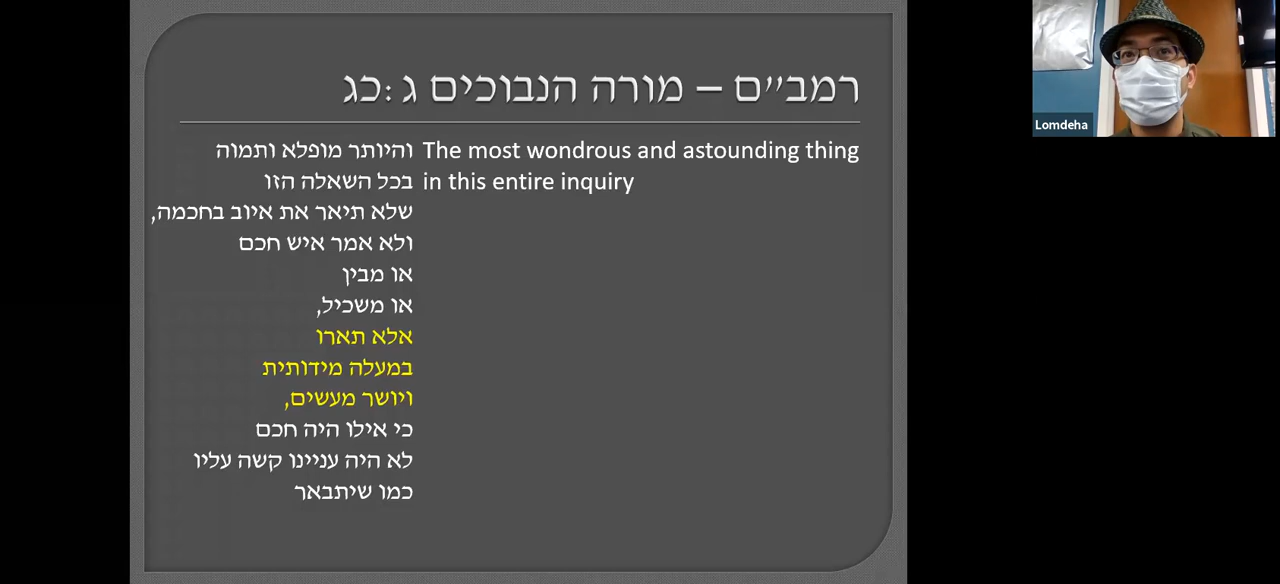 רמב״ם – מורה הנבוכים ג :כג
והיותר מופלא ותמוה
בכל השאלה הזו
שלא תיאר את איוב בחכמה,
ולא אמר איש חכם
או מבין
או משכיל,
אלא תארו
במעלה מידותית
ויושר מעשים,
כי אילו היה חכם
לא היה עניינו קשה עליו
כמו שיתבאר
The most wondrous and astounding thing
in this entire inquiry
Lomdeha